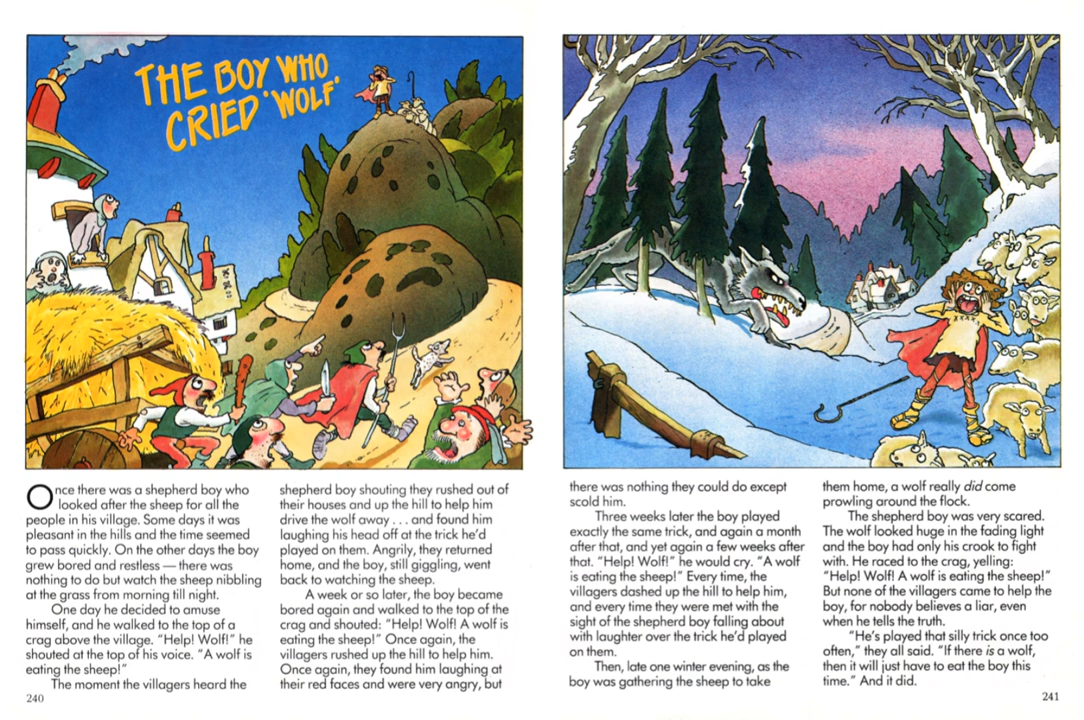 THE BOY WHO
CRIED 'WOLF'
Once there was a shepherd boy who
looked after the sheep for all the
people in his village. Some days it was
pleasant in the hills and the time seemed
to pass quickly. On the other days the boy
grew bored and restless — there was
nothing to do but watch the sheep nibbling
at the grass from morning till night.
One day he decided to amuse
himself, and he walked to the top of a
crag above the village. "Help! Wolf!" he
shouted at the top of his voice. "A wolf is
eating the sheep!"
The moment the villagers heard the
240
shepherd boy shouting they rushed out of
their houses and up the hill to help him
drive the wolf away . . . and found him
laughing his head off at the trick he'd
played on them. Angrily, they returned
home, and the boy, still giggling, went
back to watching the sheep.
A week or so later, the boy became
bored again and walked to the top of the
crag and shouted: "Help! Wolf! A wolf is
eating the sheep!" Once again, the
villagers rushed up the hill to help him.
Once again, they found him laughing at
their red faces and were very angry, but
there was nothing they could do except
scold him.
Three weeks later the boy played
exactly the same trick, and again a month
after that, and yet again a few weeks after
that. "Help! Wolf!" he would cry. "A wolf
is eating the sheep!" Every time, the
villagers dashed up the hill to help him,
and every time they were met with the
sight of the shepherd boy falling about
with laughter over the trick he'd played
on them.
Then, late one winter evening, as the
boy was gathering the sheep to take
them home, a wolf really did come
prowling around the flock.
The shepherd boy was very scared.
The wolf looked huge in the fading light
and the boy had only his crook to fight
with. He raced to the crag, yelling:
"Help! Wolf! A wolf is eating the sheep!"
But none of the villagers came to help the
boy, for nobody believes a liar, even
when he tells the truth.
"He's played that silly trick once too
often," they all said. "If there is a wolf,
then it will just have to eat the boy this
time." And it did.
241